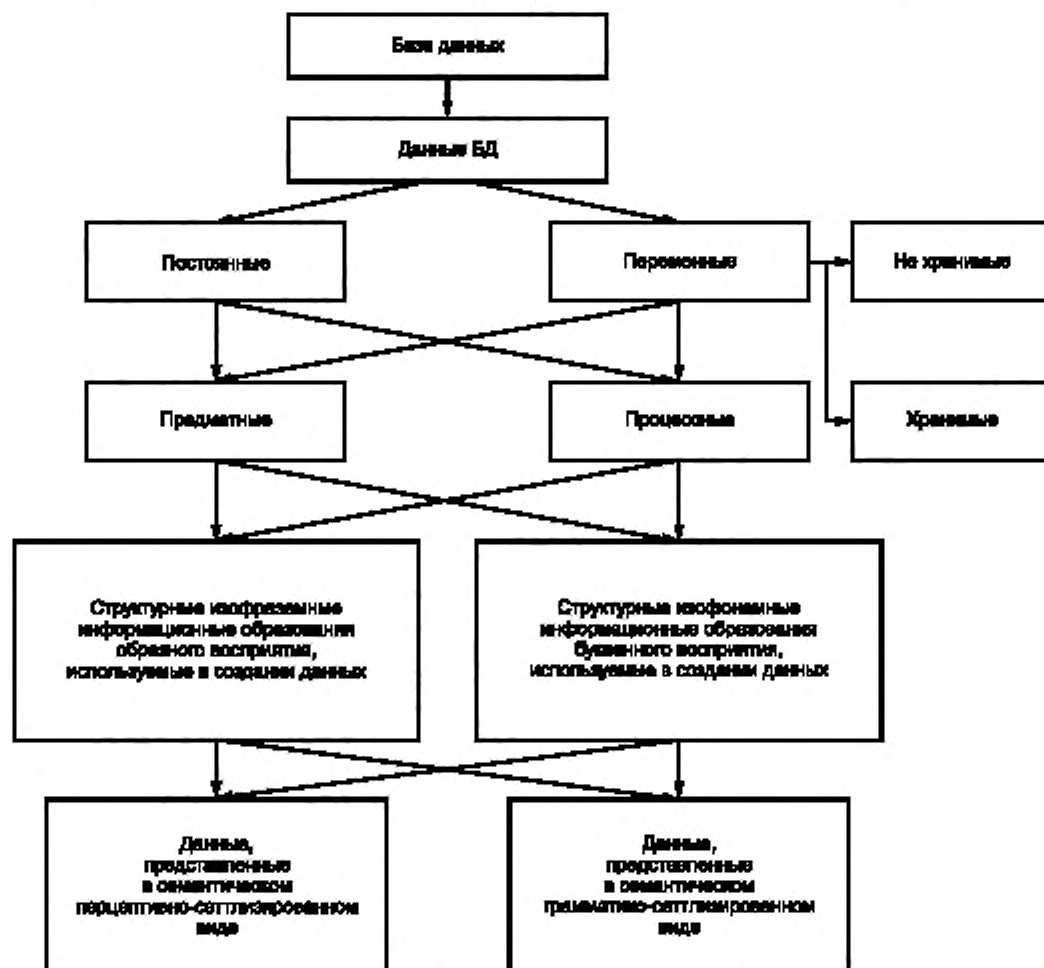 База данных
Данные БД
Постоянные
Переменные
Не хранимые
Предметные
Процессные
Хранимые
Структурные изофраземные
информационные образования
образного восприятия,
используемые в создании данных
Структурные изофонемные
информационные образования
буквенного восприятия,
используемые в создании данных
Данные,
представленные
в семантическом
перцептивно-сеттлизированном
виде
Данные,
представленные
в семантическом
грамматико-сеттлизированном
виде